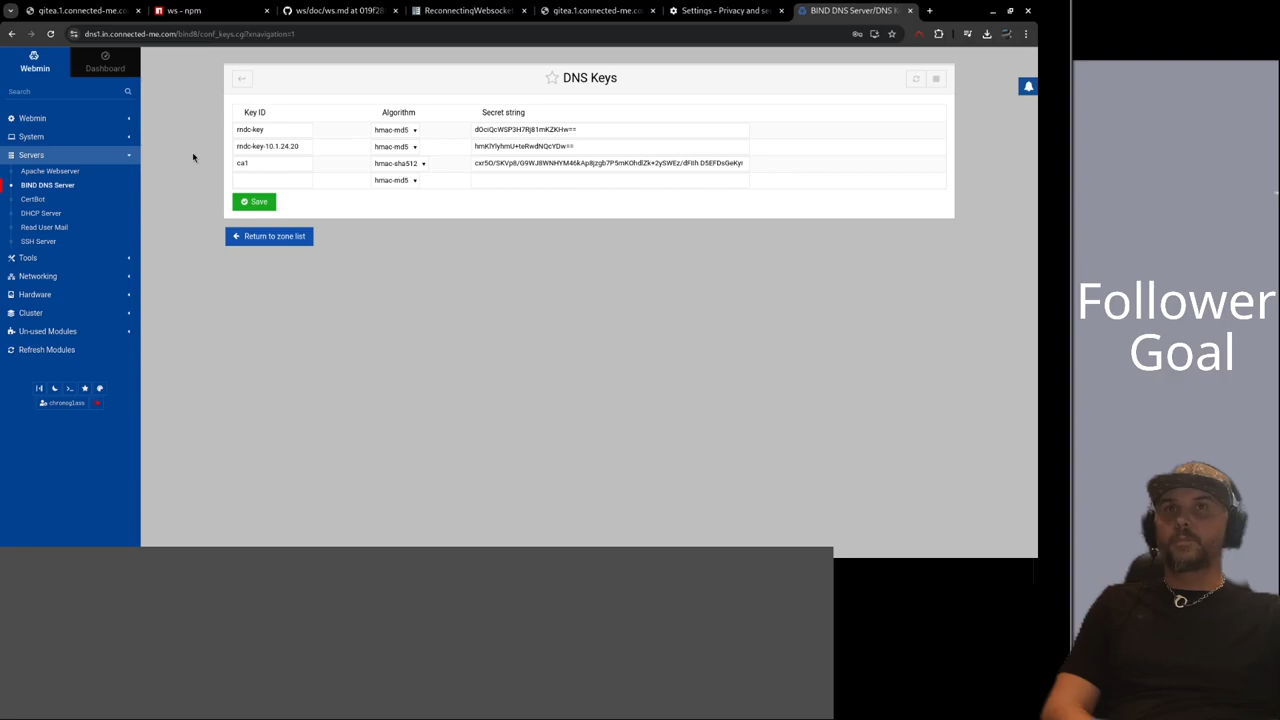 qitea.1.connected-me.co
ws - npm
ws/doc/ws.md at 019f28
ReconnectingWebsocket
qitea.1.connected-me.co
Settings - Privacy and se
BIND DNS Server/DNS K
dns1.in.connected-me.com/bind8/conf_keys.cgi?xnavigation=1
Webmin
Dashboard
Search
Webmin
System
Servers
Apache Webserver
BIND DNS Server
CertBot
DHCP Server
Read User Mail
SSH Server
Tools
Networking
Hardware
Cluster
Un-used Modules
Refresh Modules
chronoglass
DNS Keys
Key ID Algorithm Secret string
rndc-key hmac-md5
rndc-key-10.1.24.20 hmac-md5
ca1 hmac-sha512
hmac-md5
Save
Return to zone list
Follower
Goal